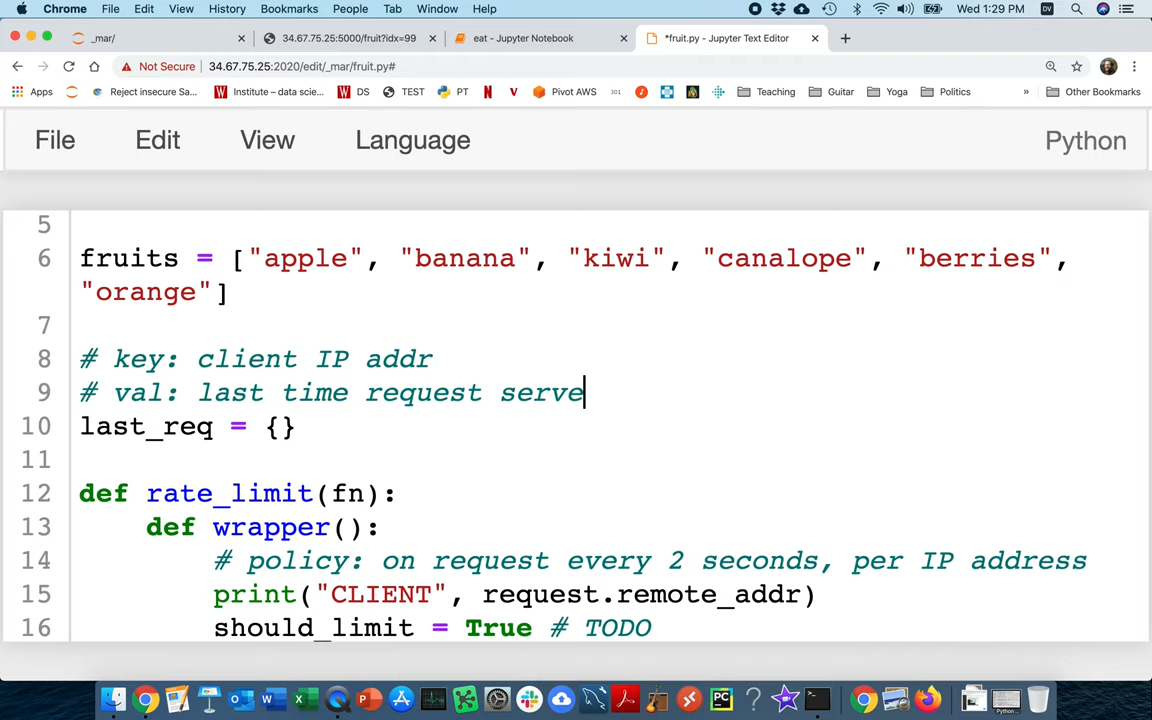 Chrome File Edit View History Bookmarks People Tab Window Help Wed 1:29 PM DV
_mar/ 34.67.75.25:5000/fruit?idx=99 eat - Jupyter Notebook *fruit.py - Jupyter Text Editor
Not Secure 34.67.75.25:2020/edit/_mar/fruit.py#
Apps Reject insecure Sa... Institute – data scie... DS TEST PT Pivot AWS 301 Teaching Guitar Yoga Politics » Other Bookmarks
File Edit View Language Python
5
6 fruits = ["apple", "banana", "kiwi", "canalope", "berries",
"orange"]
7
8 # key: client IP addr
9 # val: last time request serve
10 last_req = {}
11
12 def rate_limit(fn):
13 def wrapper():
14 # policy: on request every 2 seconds, per IP address
15 print("CLIENT", request.remote_addr)
16 should_limit = True # TODO